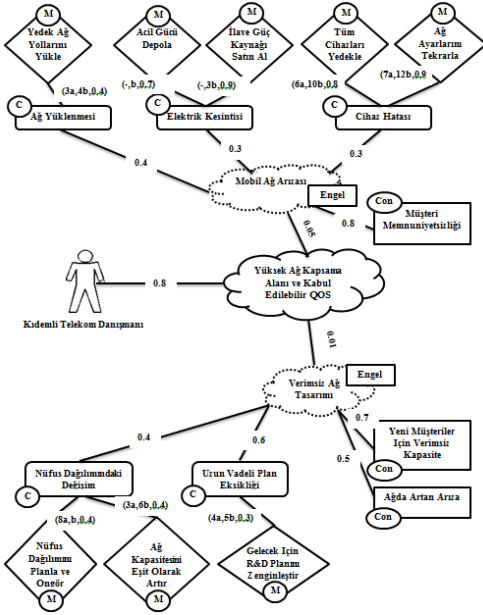 M
M
M
M
M
Yedek Ağ
Yollarını
Yükle
Acil Gücü
Depola
İlave Güç
Kaynağı
Satın Al
Tüm
Cihazları
Yedekle
Ağ
Ayarlarını
Tekrarla
(3a,4b,0.4)
(-,b,0.7)
(-,3b,0.9)
(6a,10b,0.8
(7a,12b,0.9
C
Ağ Yüklenmesi
C
Elektrik Kesintisi
C
Cihaz Hatası
0.4
0.3
0.3
Mobil Ağ Arızası
Engel
0.8
Con
Müşteri
Memnuniyetsizliği
0.05
Kıdemli Telekom Danışmanı
0.8
Yüksek Ağ Kapsama
Alanı ve Kabul
Edilebilir QOS
0.01
Engel
Verimsiz Ağ
Tasarımı
0.4
0.6
0.7
0.5
Yeni Müşteriler
Için Verimsiz
Kapasite
Con
Ağda Artan Arıza
Con
Nüfus Dağılımındaki
Değişim
C
Uzun Vadeli Plan
Eksikliği
C
(8a,b,0.4)
(3a,6b,0.4)
(4a,5b,0.3)
Nüfus
Dağılımını
Planla ve
Ongör
M
Ağ
Kapasitesini
Eşit Olarak
Artır
M
Gelecek İçin
R&D Planını
Zenginleştir
M